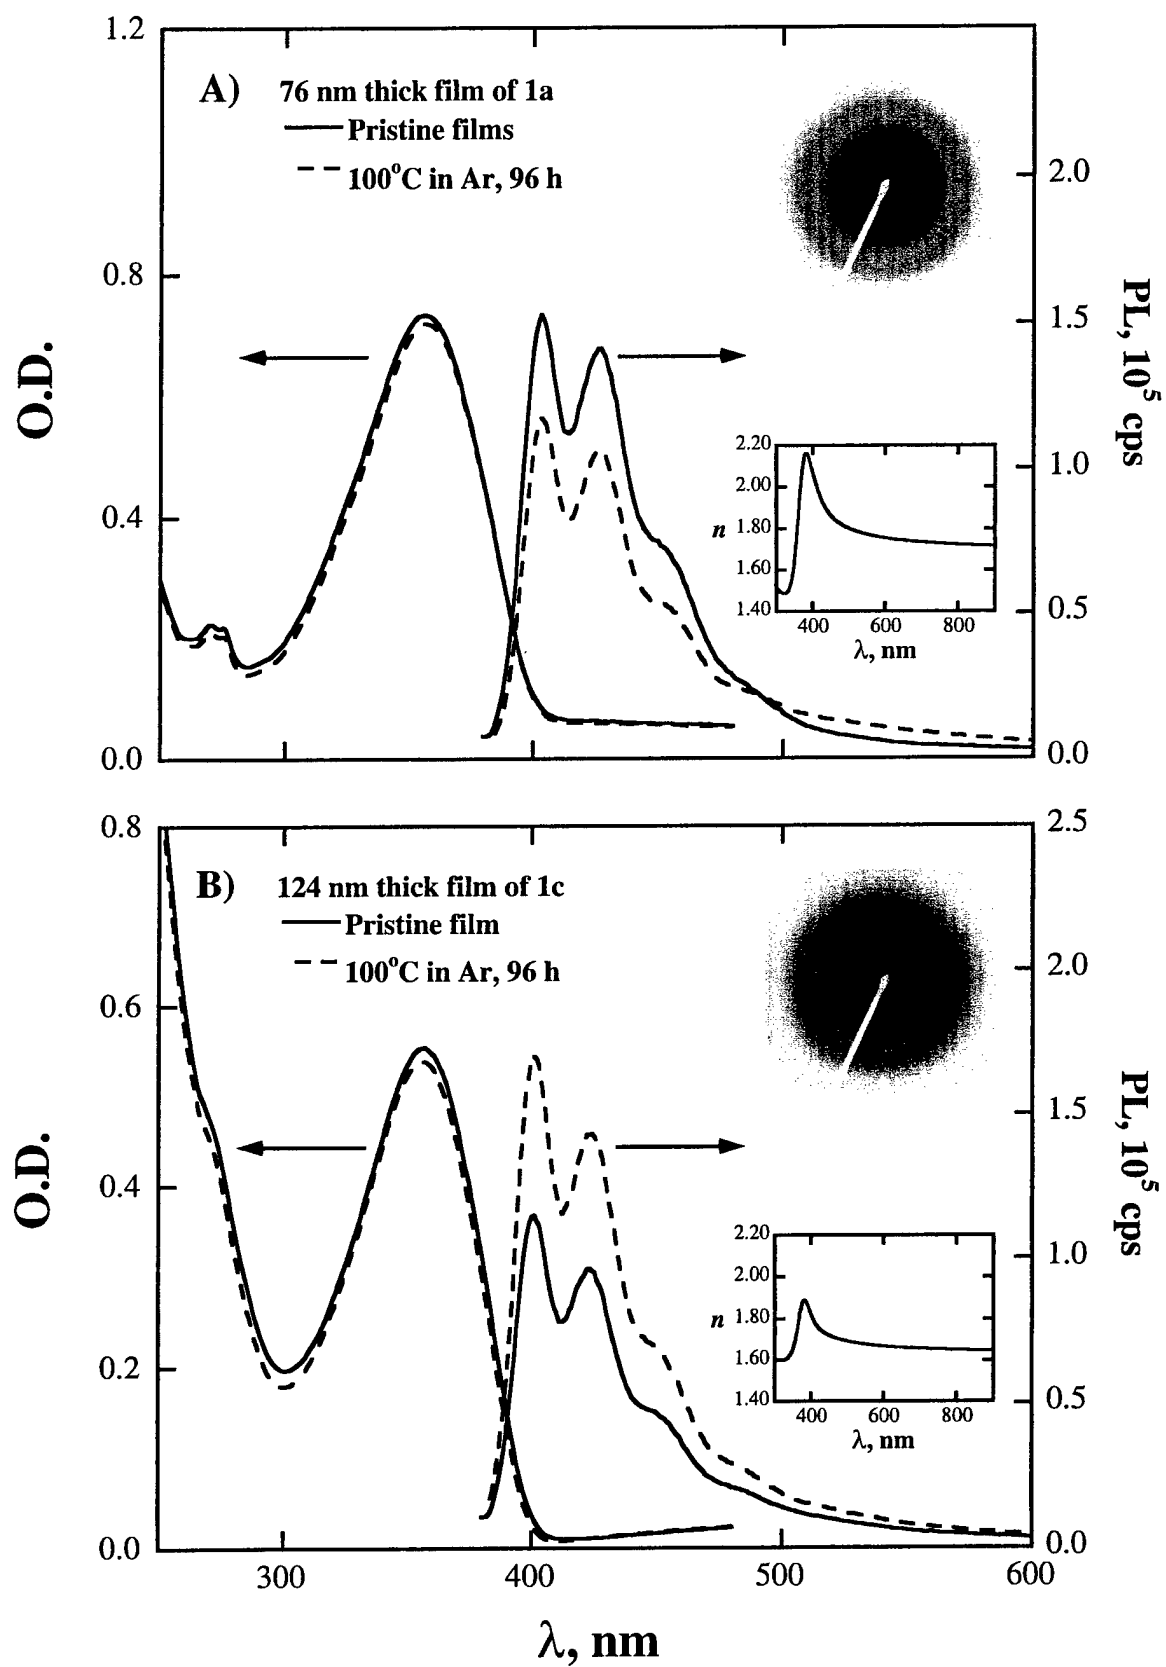 1.2
A) 76 nm thick film of 1a
Pristine films
100°C in Ar, 96 h
2.0
0.8
1.5
O.D.
PL, 10⁵ cps
2.20
1.0
2.00
0.4
n 1.80
1.60
0.5
1.40
400 600 800
λ, nm
0.0
0.0
0.8
2.5
B) 124 nm thick film of 1c
Pristine film
100°C in Ar, 96 h
2.0
0.6
1.5
O.D.
PL, 10⁵ cps
0.4
1.0
2.20
2.00
n 1.80
0.2
1.60
0.5
1.40
400 600 800
λ, nm
0.0
0.0
300 400 500 600
λ, nm